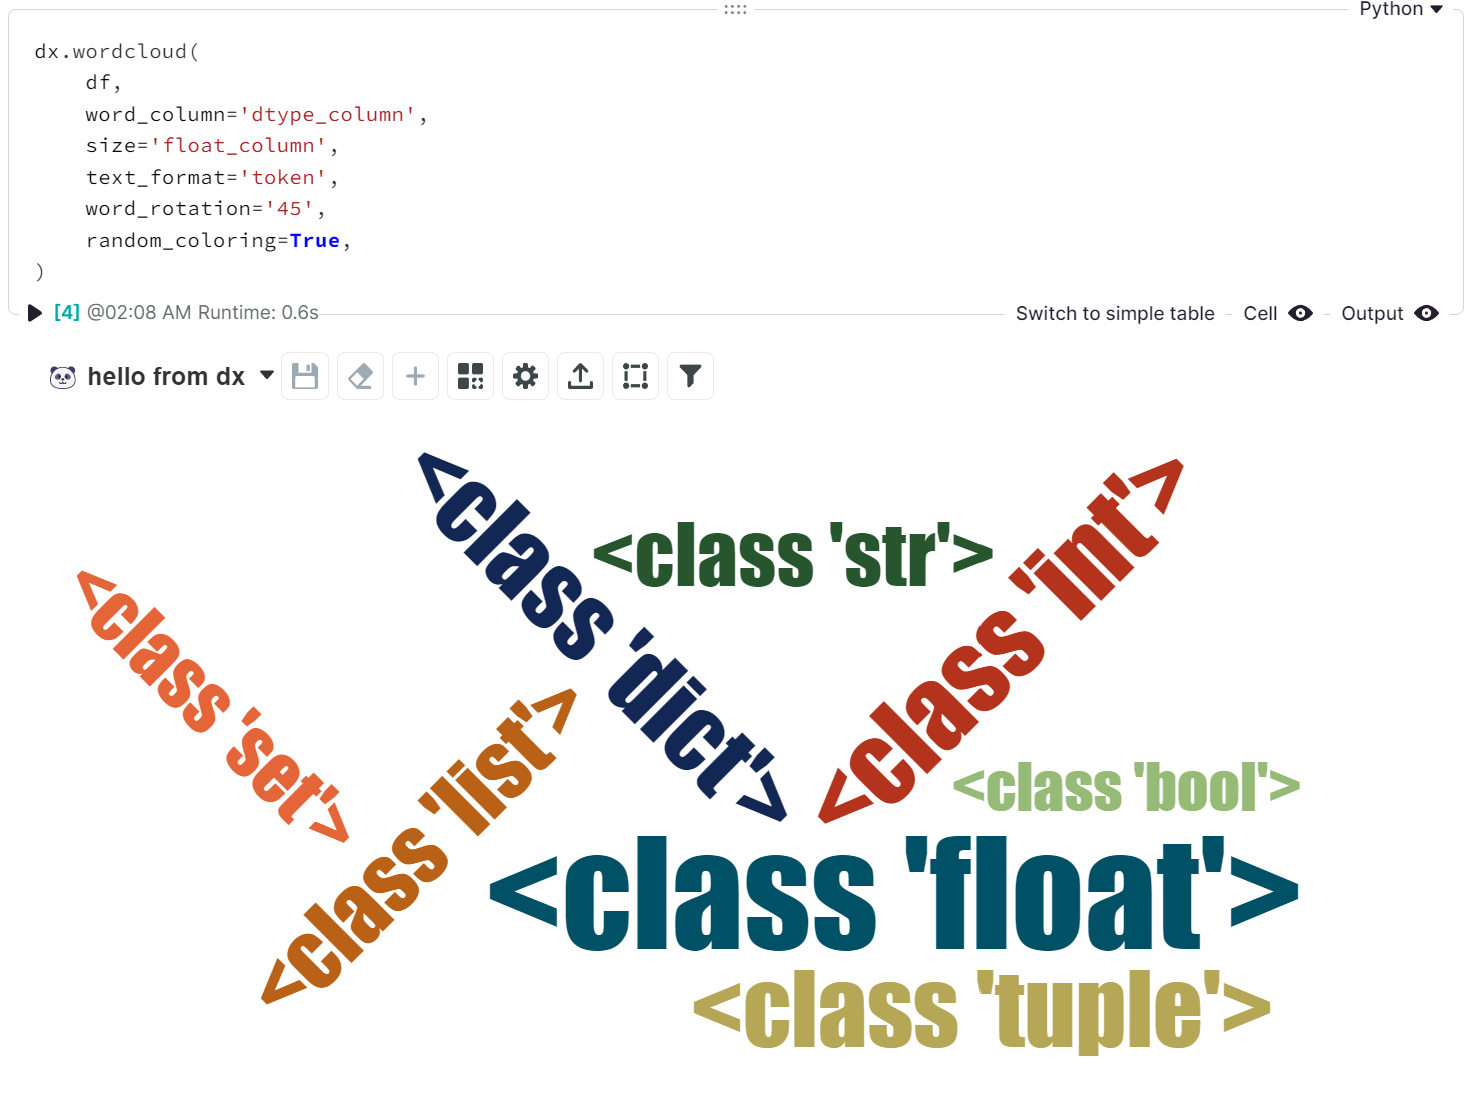 Python
dx.wordcloud(
    df,
    word_column='dtype_column',
    size='float_column',
    text_format='token',
    word_rotation='45',
    random_coloring=True,
)
[4] @02:08 AM Runtime: 0.6s
Switch to simple table
Cell
Output
hello from dx
<class 'dict'>
<class 'str'>
<class 'int'>
<class 'set'>
<class 'list'>
<class 'bool'>
<class 'float'>
<class 'tuple'>